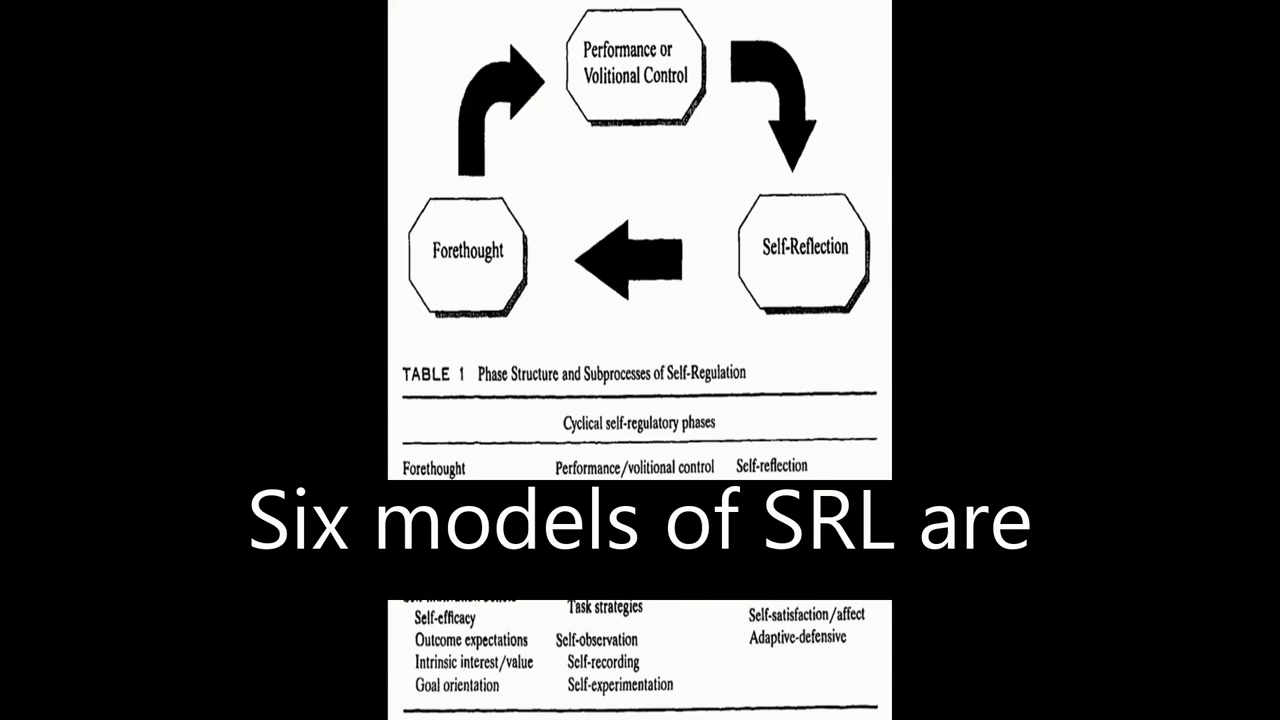 Performance or
Volitional Control
Forethought
Self-Reflection
TABLE 1 Phase Structure and Subprocesses of Self-Regulation
Cyclical self-regulatory phases
Forethought Performance/volitional control Self-reflection
Six models of SRL are
Task strategies
Self-efficacy Self-satisfaction/affect
Outcome expectations Self-observation Adaptive-defensive
Intrinsic interest/value Self-recording
Goal orientation Self-experimentation